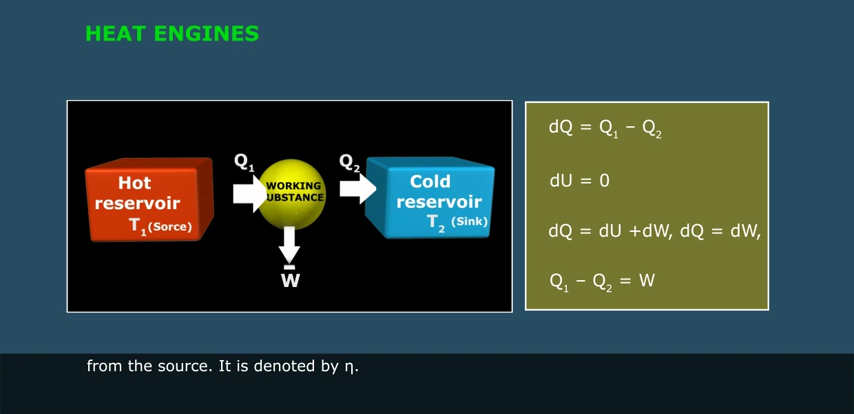 HEAT ENGINES
Q₁
Q₂
Hot
reservoir
T₁(Sorce)
WORKING
UBSTANCE
Cold
reservoir
T₂ (Sink)
W
dQ = Q₁ – Q₂
dU = 0
dQ = dU +dW, dQ = dW,
Q₁ – Q₂ = W
from the source. It is denoted by η.